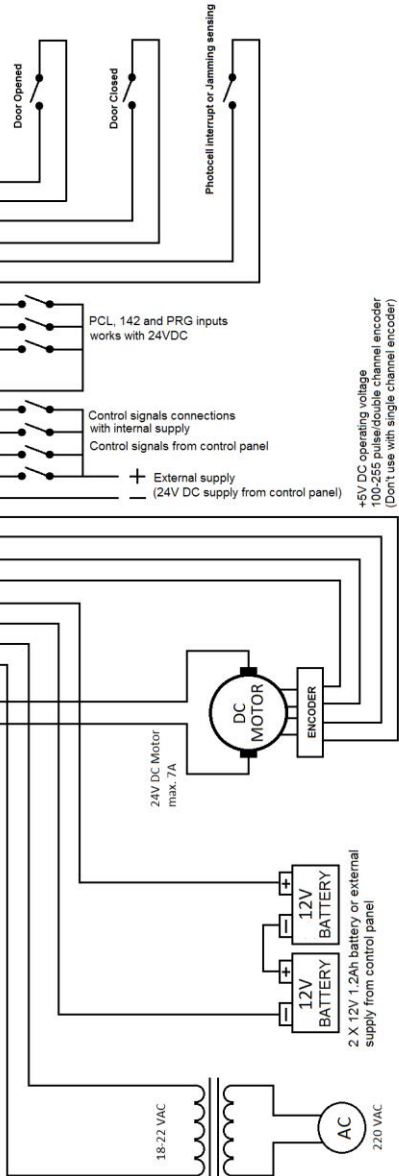 Door Opened
Door Closed
Photocell interrupt or Jamming sensing
PCL, 142 and PRG inputs
works with 24VDC
Control signals connections
with internal supply
Control signals from control panel
+ External supply
− (24V DC supply from control panel)
+5V DC operating voltage
100-255 pulse/double channel encoder
(Don't use with single channel encoder)
24V DC Motor
max. 7A
DC
MOTOR
ENCODER
− +
12V
BATTERY
− +
12V
BATTERY
2 X 12V 1.2Ah battery or external
supply from control panel
18-22 VAC
AC
220 VAC